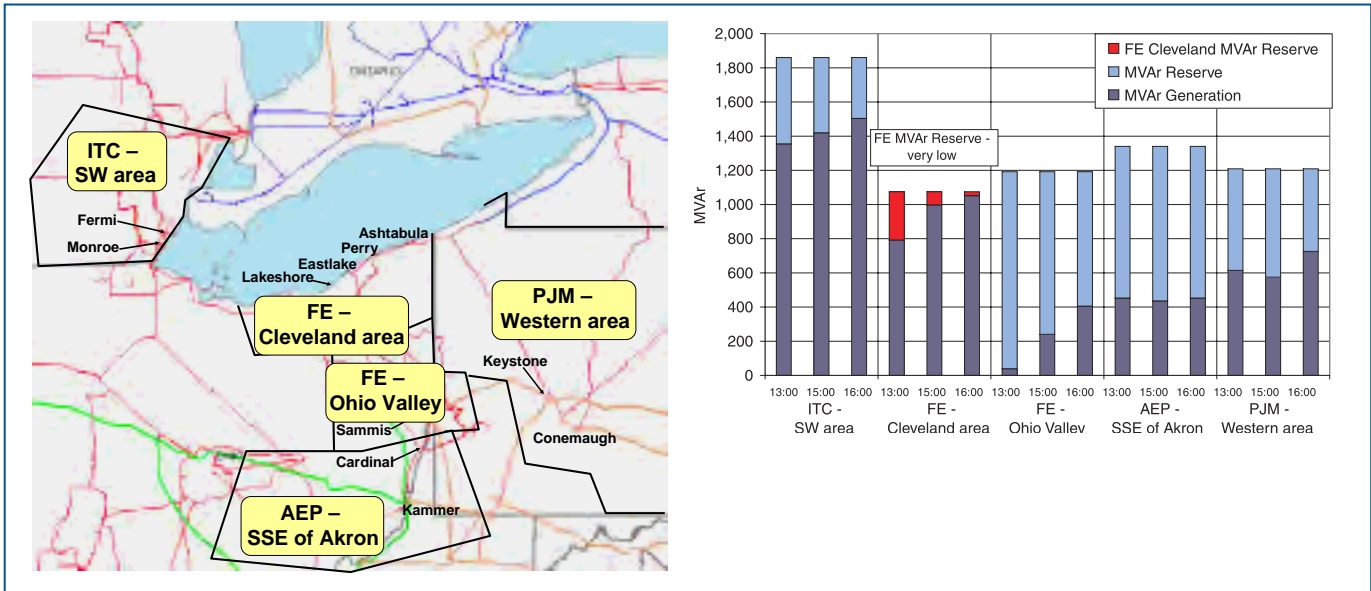 ONTARIO
ITC –
SW area
Fermi
Monroe
Ashtabula
Perry
Eastlake
Lakeshore
FE –
Cleveland area
PJM –
Western area
Keystone
FE –
Ohio Valley
Sammis
Conemaugh
Cardinal
Kammer
AEP –
SSE of Akron
MVAr
2,000
1,800
1,600
1,400
1,200
1,000
800
600
400
200
0
FE Cleveland MVAr Reserve
MVAr Reserve
MVAr Generation
FE MVAr Reserve -
very low
13:00 15:00 16:00 13:00 15:00 16:00 13:00 15:00 16:00 13:00 15:00 16:00 13:00 15:00 16:00
ITC - FE - FE - AEP - PJM -
SW area Cleveland area Ohio Valley SSE of Akron Western area